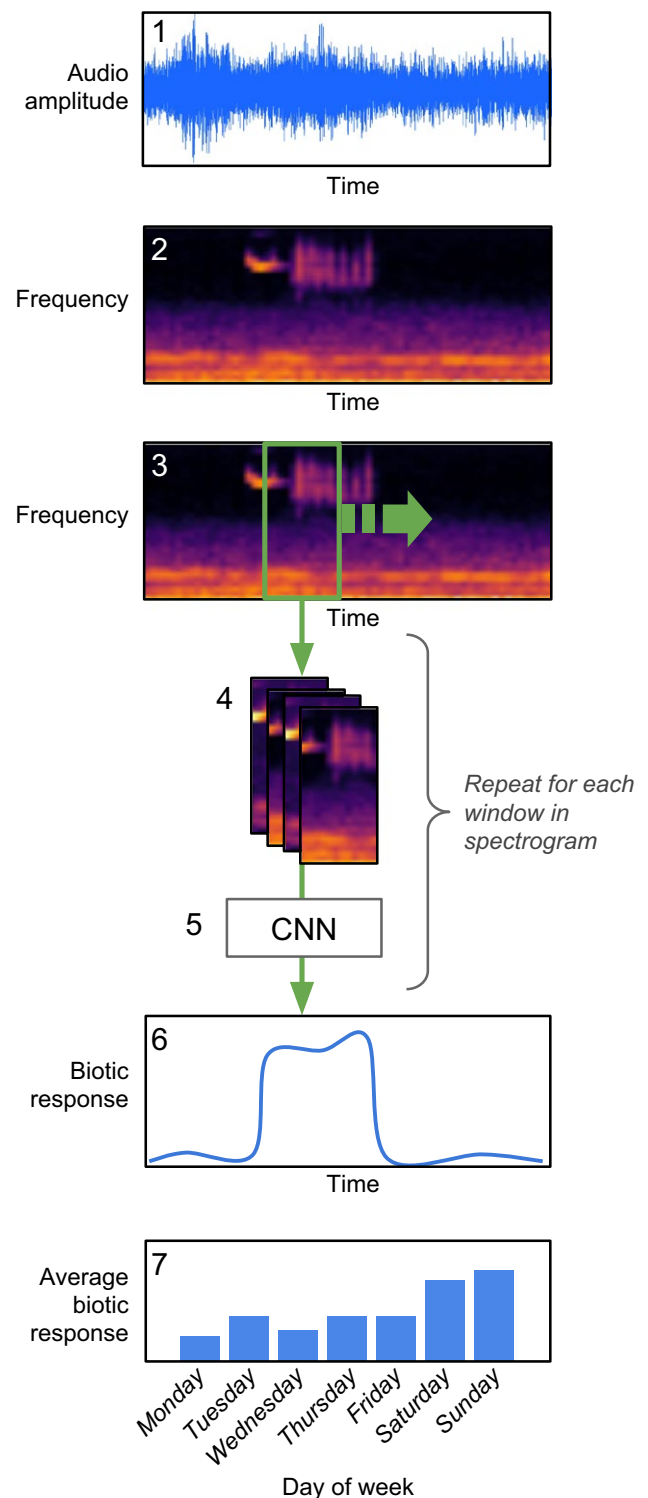 1
Audio
amplitude
Time
2
Frequency
Time
3
Frequency
Time
4
Repeat for each
window in
spectrogram
5
CNN
6
Biotic
response
Time
7
Average
biotic
response
Monday
Tuesday
Wednesday
Thursday
Friday
Saturday
Sunday
Day of week